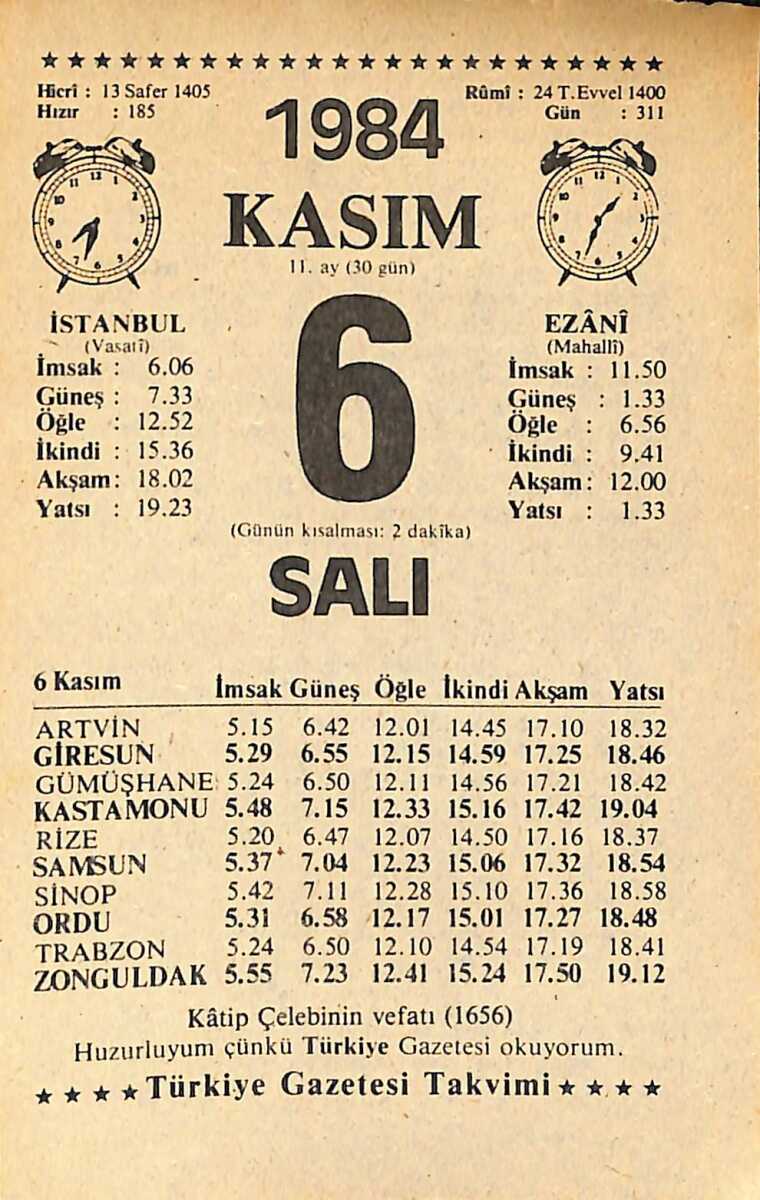 Hicrî : 13 Safer 1405
Hızır : 185
Rûmî : 24 T.Evvel 1400
Gün : 311
1984
KASIM
11. ay (30 gün)
6
(Günün kısalması: 2 dakîka)
SALI
İSTANBUL
(Vasatî)
İmsak : 6.06
Güneş : 7.33
Öğle : 12.52
İkindi : 15.36
Akşam : 18.02
Yatsı : 19.23
EZÂNÎ
(Mahallî)
İmsak : 11.50
Güneş : 1.33
Öğle : 6.56
İkindi : 9.41
Akşam : 12.00
Yatsı : 1.33
6 Kasım İmsak Güneş Öğle İkindi Akşam Yatsı
ARTVİN 5.15 6.42 12.01 14.45 17.10 18.32
GİRESUN 5.29 6.55 12.15 14.59 17.25 18.46
GÜMÜŞHANE 5.24 6.50 12.11 14.56 17.21 18.42
KASTAMONU 5.48 7.15 12.33 15.16 17.42 19.04
RİZE 5.20 6.47 12.07 14.50 17.16 18.37
SAMSUN 5.37 7.04 12.23 15.06 17.32 18.54
SİNOP 5.42 7.11 12.28 15.10 17.36 18.58
ORDU 5.31 6.58 12.17 15.01 17.27 18.48
TRABZON 5.24 6.50 12.10 14.54 17.19 18.41
ZONGULDAK 5.55 7.23 12.41 15.24 17.50 19.12
Kâtip Çelebinin vefatı (1656)
Huzurluyum çünkü Türkiye Gazetesi okuyorum.
Türkiye Gazetesi Takvimi